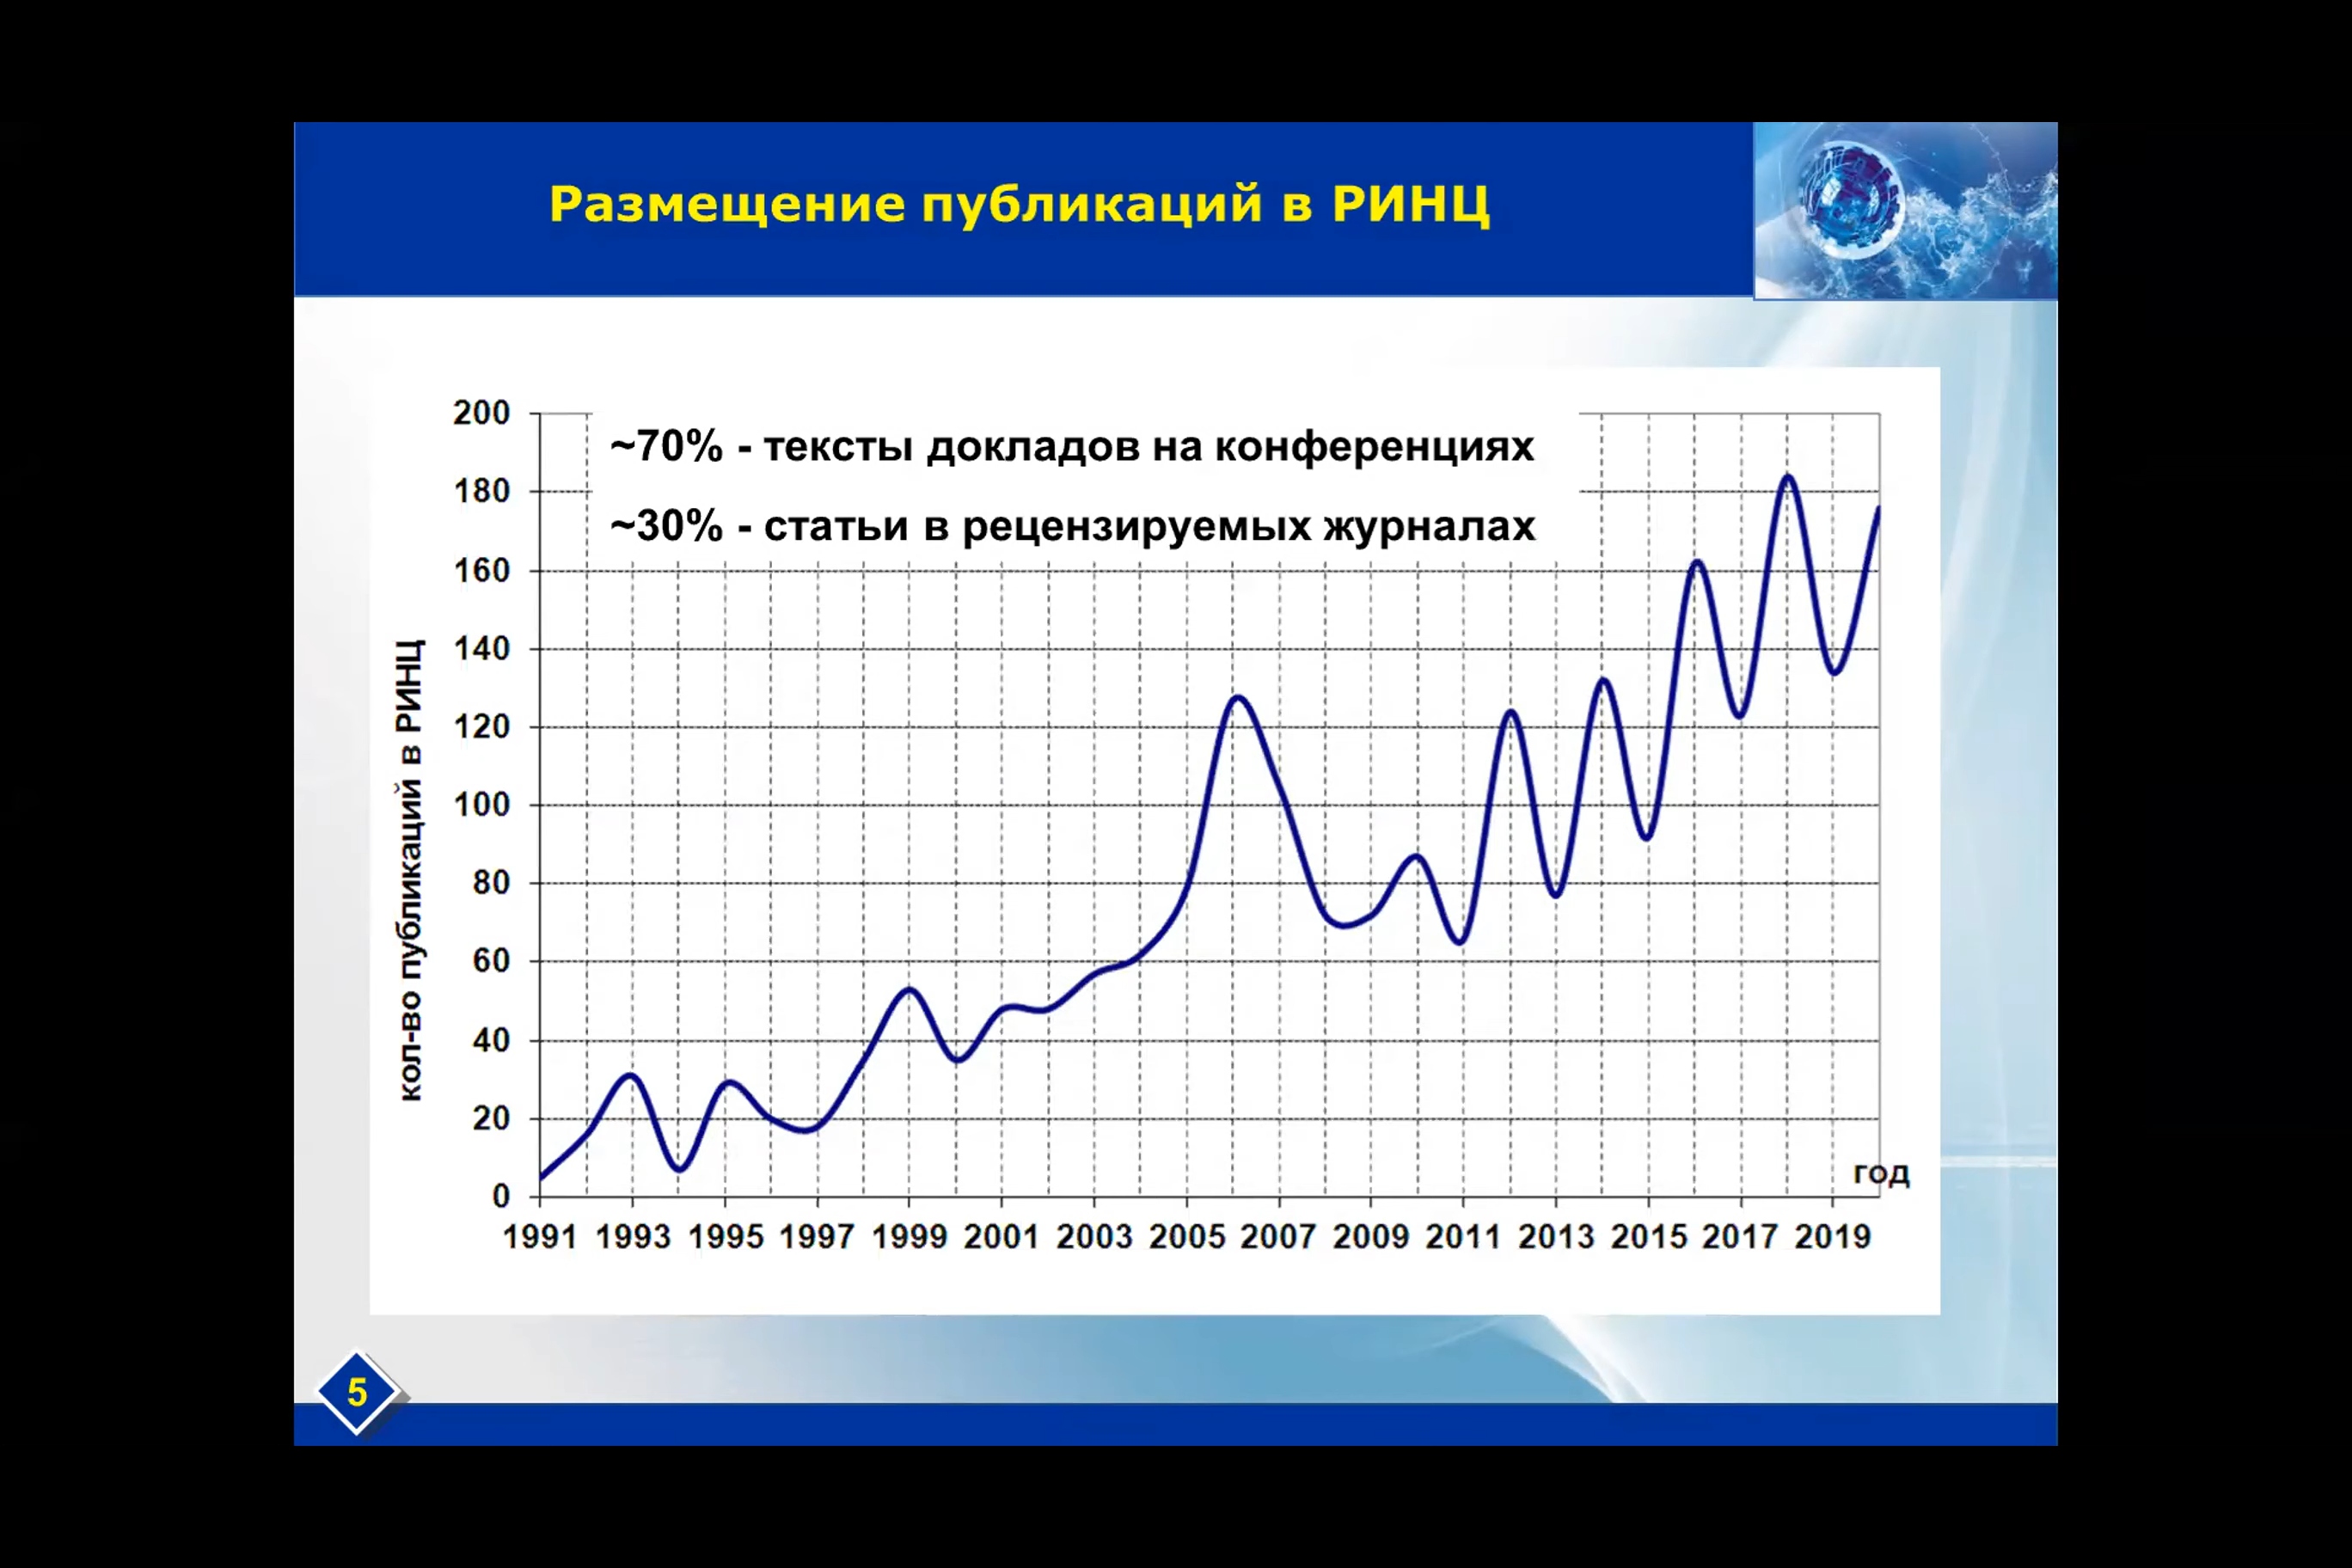 Размещение публикаций в РИНЦ
~70% - тексты докладов на конференциях
~30% - статьи в рецензируемых журналах
кол-во публикаций в РИНЦ
200
180
160
140
120
100
80
60
40
20
0
год
1991 1993 1995 1997 1999 2001 2003 2005 2007 2009 2011 2013 2015 2017 2019
5